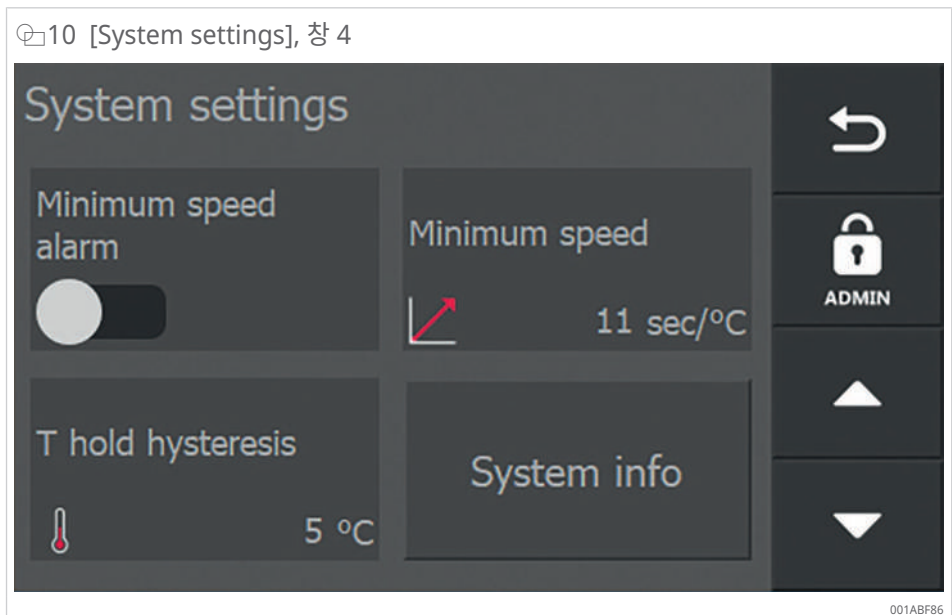 10 [System settings], 창 4
System settings
Minimum speed
alarm
Minimum speed
11 sec/°C
ADMIN
T hold hysteresis
5 °C
System info
001ABF86